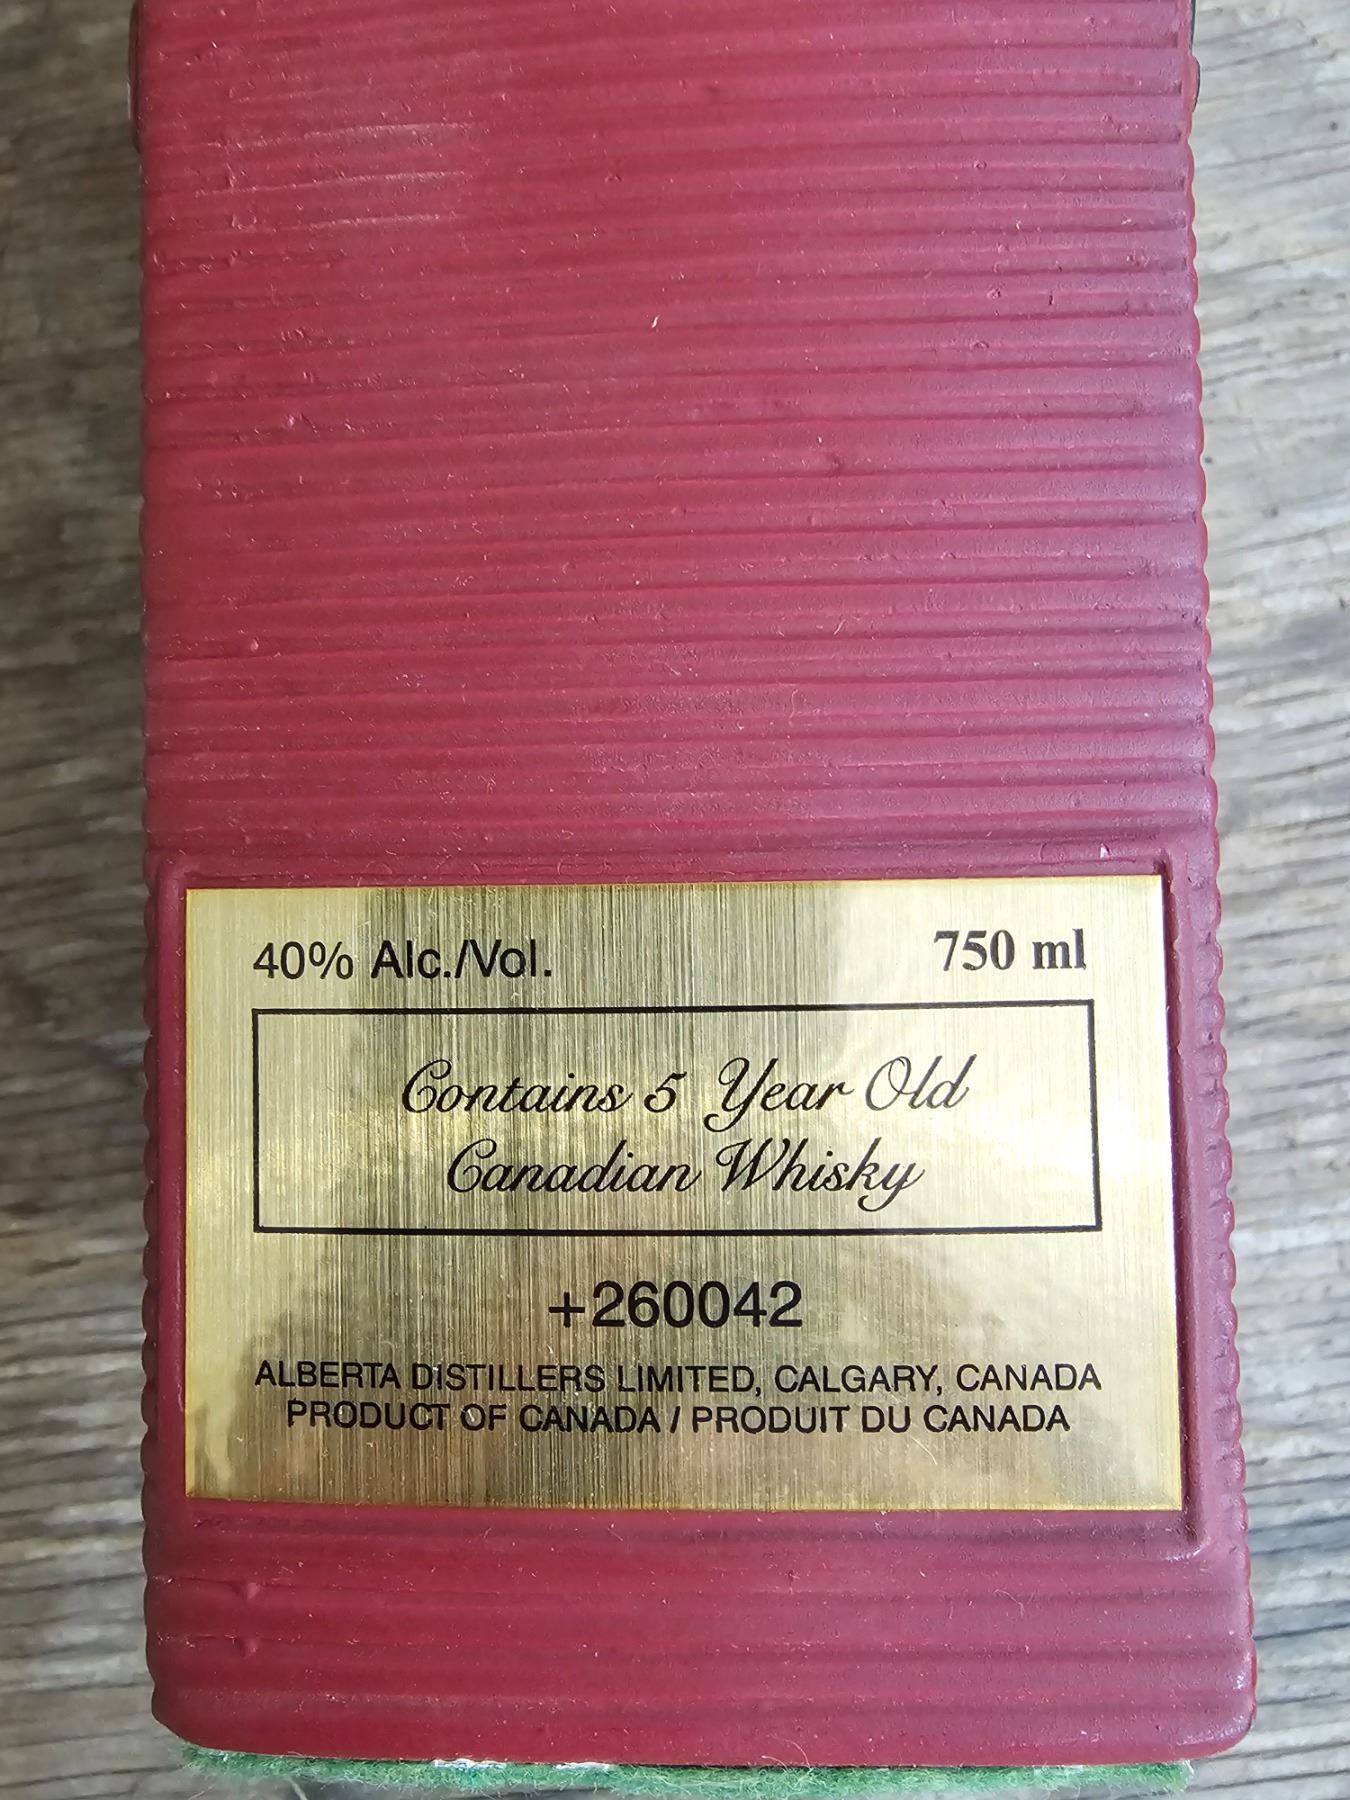 40% Alc./Vol. 750 ml
Contains 5 Year Old
Canadian Whisky
+260042
ALBERTA DISTILLERS LIMITED, CALGARY, CANADA
PRODUCT OF CANADA / PRODUIT DU CANADA